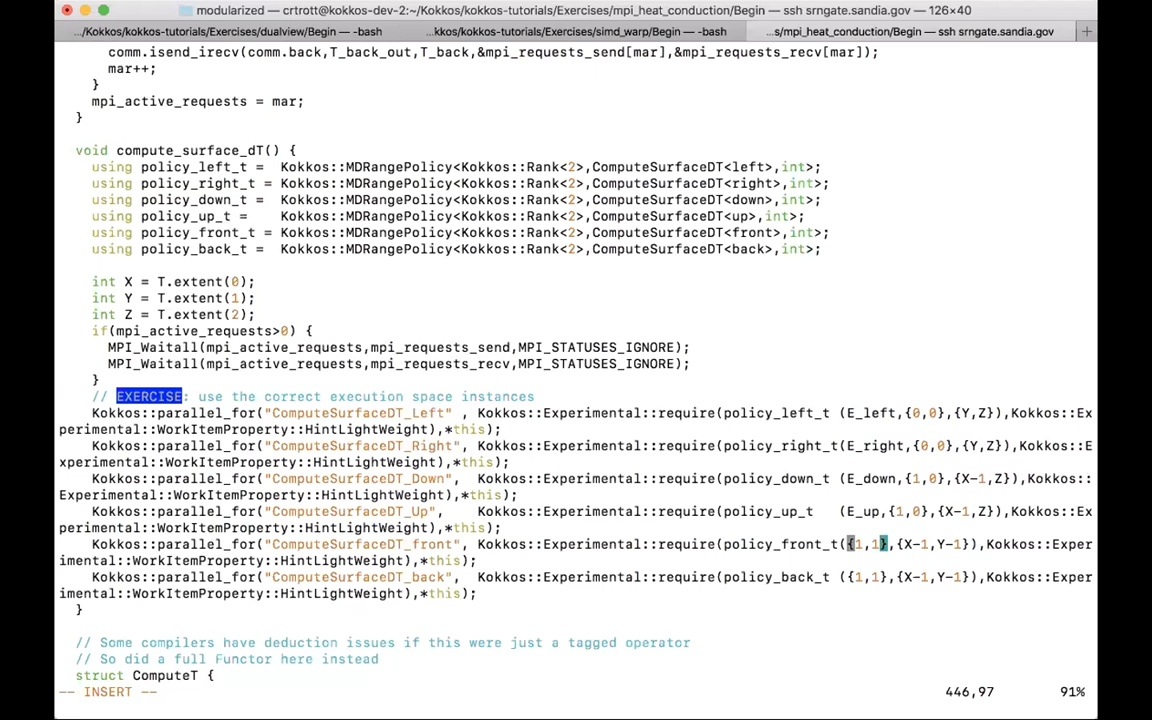 modularized — crtrott@kokkos-dev-2:~/Kokkos/kokkos-tutorials/Exercises/mpi_heat_conduction/Begin — ssh srngate.sandia.gov — 126×40
.../Kokkos/kokkos-tutorials/Exercises/dualview/Begin — -bash
...kkos/kokkos-tutorials/Exercises/simd_warp/Begin — -bash
...s/mpi_heat_conduction/Begin — ssh srngate.sandia.gov
+
comm.isend_irecv(comm.back,T_back_out,T_back,&mpi_requests_send[mar],&mpi_requests_recv[mar]);
mar++;
}
mpi_active_requests = mar;
}
void compute_surface_dT() {
using policy_left_t =  Kokkos::MDRangePolicy<Kokkos::Rank<2>,ComputeSurfaceDT<left>,int>;
using policy_right_t = Kokkos::MDRangePolicy<Kokkos::Rank<2>,ComputeSurfaceDT<right>,int>;
using policy_down_t =  Kokkos::MDRangePolicy<Kokkos::Rank<2>,ComputeSurfaceDT<down>,int>;
using policy_up_t =    Kokkos::MDRangePolicy<Kokkos::Rank<2>,ComputeSurfaceDT<up>,int>;
using policy_front_t = Kokkos::MDRangePolicy<Kokkos::Rank<2>,ComputeSurfaceDT<front>,int>;
using policy_back_t =  Kokkos::MDRangePolicy<Kokkos::Rank<2>,ComputeSurfaceDT<back>,int>;
int X = T.extent(0);
int Y = T.extent(1);
int Z = T.extent(2);
if(mpi_active_requests>0) {
MPI_Waitall(mpi_active_requests,mpi_requests_send,MPI_STATUSES_IGNORE);
MPI_Waitall(mpi_active_requests,mpi_requests_recv,MPI_STATUSES_IGNORE);
}
// EXERCISE: use the correct execution space instances
Kokkos::parallel_for("ComputeSurfaceDT_Left" , Kokkos::Experimental::require(policy_left_t (E_left,{0,0},{Y,Z}),Kokkos::Ex
perimental::WorkItemProperty::HintLightWeight),*this);
Kokkos::parallel_for("ComputeSurfaceDT_Right", Kokkos::Experimental::require(policy_right_t(E_right,{0,0},{Y,Z}),Kokkos::E
xperimental::WorkItemProperty::HintLightWeight),*this);
Kokkos::parallel_for("ComputeSurfaceDT_Down",  Kokkos::Experimental::require(policy_down_t (E_down,{1,0},{X-1,Z}),Kokkos::
Experimental::WorkItemProperty::HintLightWeight),*this);
Kokkos::parallel_for("ComputeSurfaceDT_Up",    Kokkos::Experimental::require(policy_up_t   (E_up,{1,0},{X-1,Z}),Kokkos::Ex
perimental::WorkItemProperty::HintLightWeight),*this);
Kokkos::parallel_for("ComputeSurfaceDT_front", Kokkos::Experimental::require(policy_front_t({1,1},{X-1,Y-1}),Kokkos::Exper
imental::WorkItemProperty::HintLightWeight),*this);
Kokkos::parallel_for("ComputeSurfaceDT_back",  Kokkos::Experimental::require(policy_back_t ({1,1},{X-1,Y-1}),Kokkos::Exper
imental::WorkItemProperty::HintLightWeight),*this);
}
// Some compilers have deduction issues if this were just a tagged operator
// So did a full Functor here instead
struct ComputeT {
-- INSERT --
446,97
91%